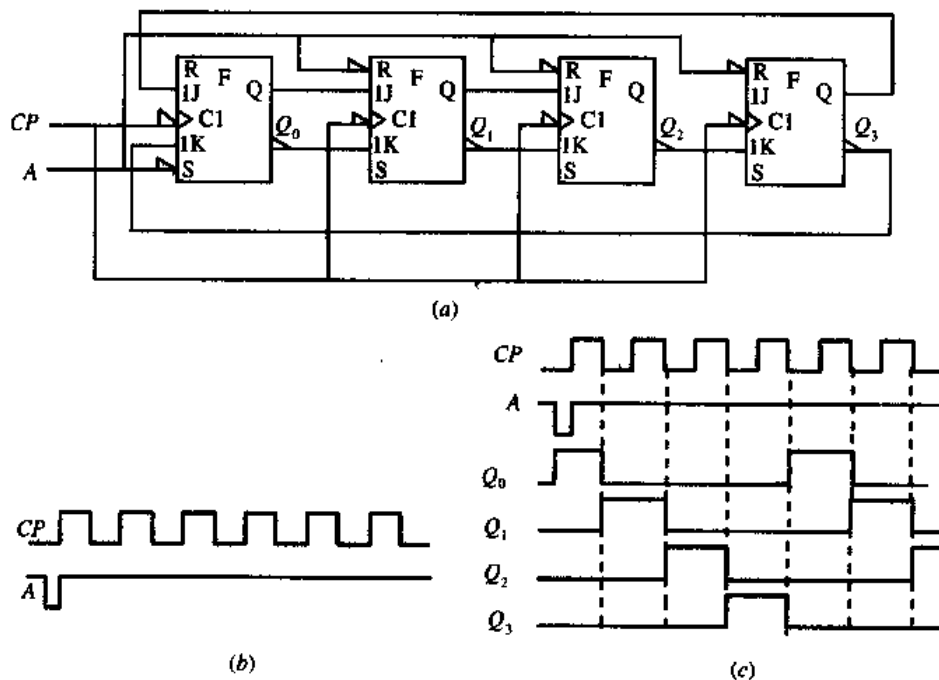 R F Q R F Q R F Q R F Q
1J 1J 1J 1J
CP C1 C1 C1 C1
1K Q₀ 1K Q₁ 1K Q₂ 1K Q₃
A S S S S
(a)
CP
A
Q₀
Q₁
Q₂
Q₃
(c)
CP
A
(b)